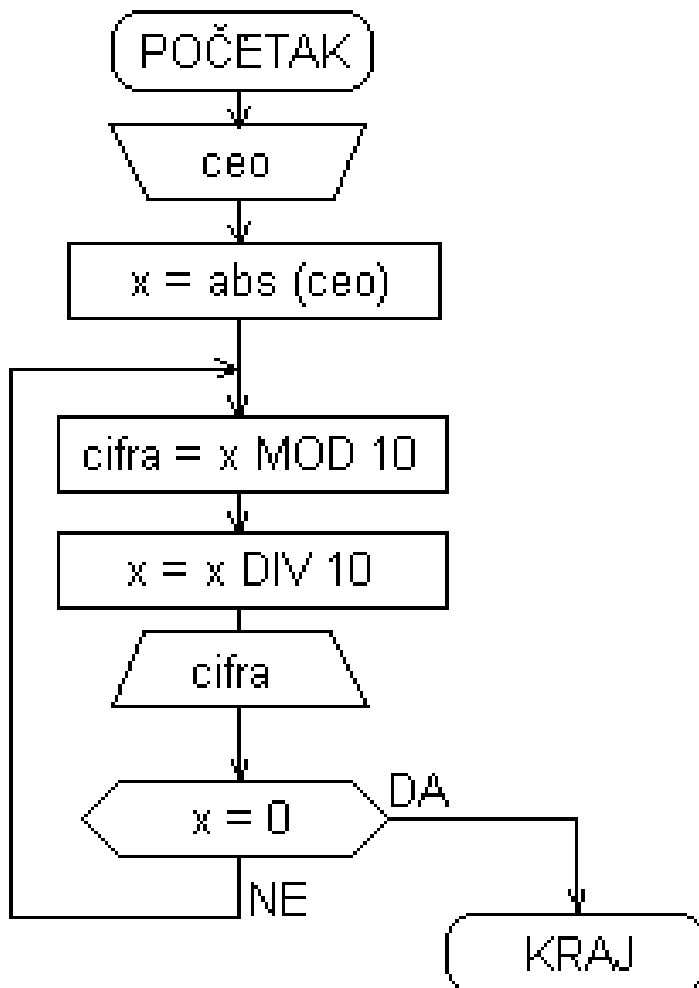 POČETAK
ceo
x = abs (ceo)
cifra = x MOD 10
x = x DIV 10
cifra
x = 0
DA
NE
KRAJ